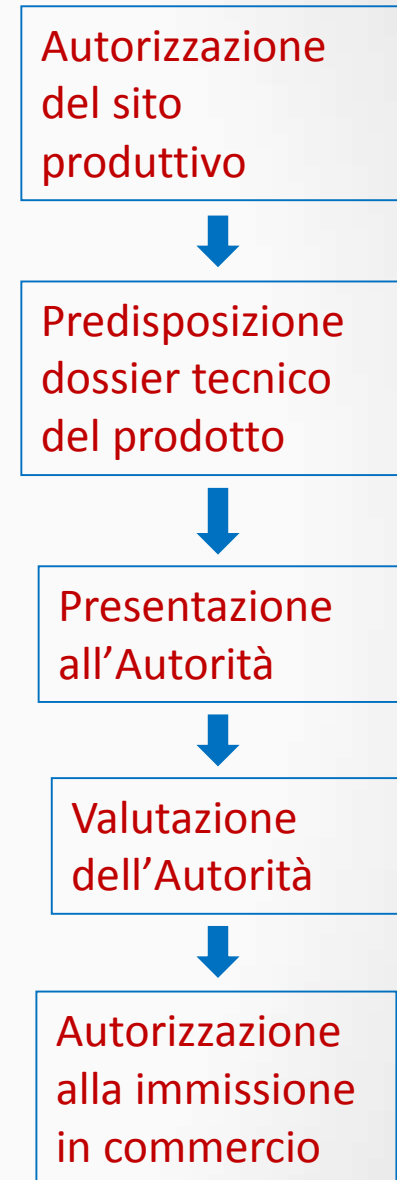 Autorizzazione
del sito
produttivo
Predisposizione
dossier tecnico
del prodotto
Presentazione
all’Autorità
Valutazione
dell’Autorità
Autorizzazione
alla immissione
in commercio